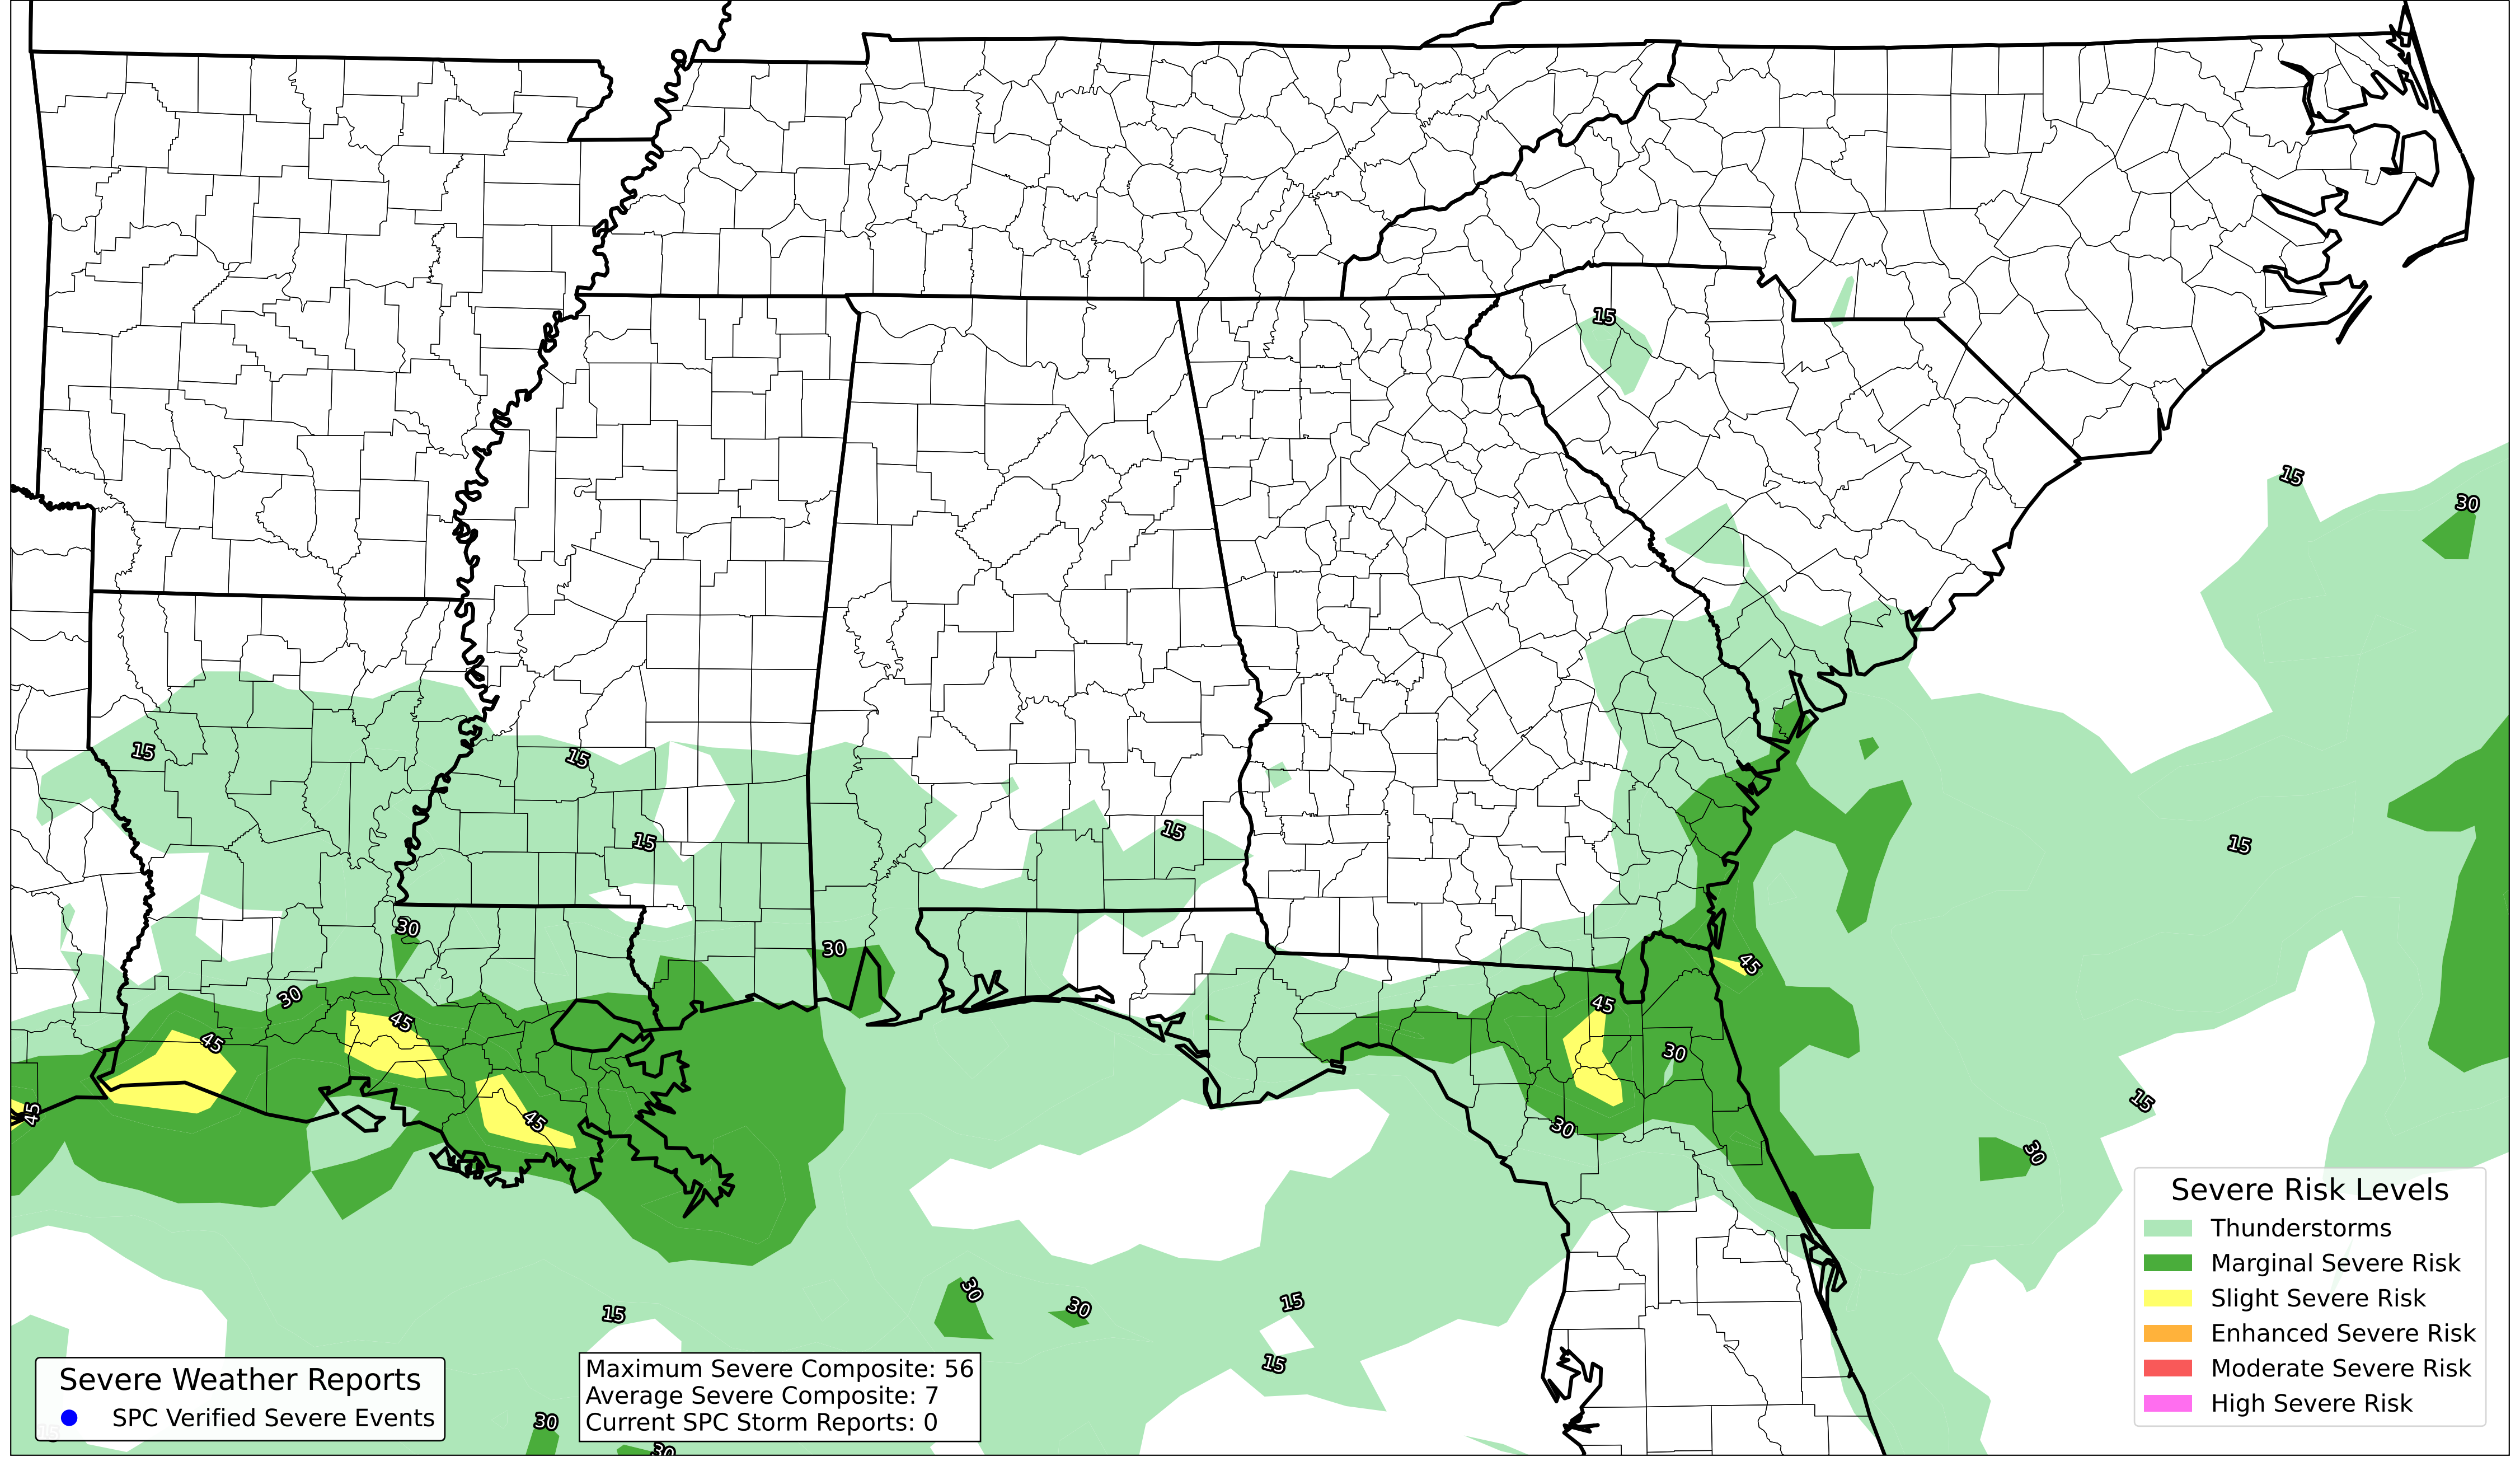 15
15
30
15
15
15
15
15
30
30
45
30
45
45
45
30
30
15
45
45
30
30
30
30
15
15
15
30
30
Severe Weather Reports
SPC Verified Severe Events
Maximum Severe Composite: 56
Average Severe Composite: 7
Current SPC Storm Reports: 0
Severe Risk Levels
Thunderstorms
Marginal Severe Risk
Slight Severe Risk
Enhanced Severe Risk
Moderate Severe Risk
High Severe Risk